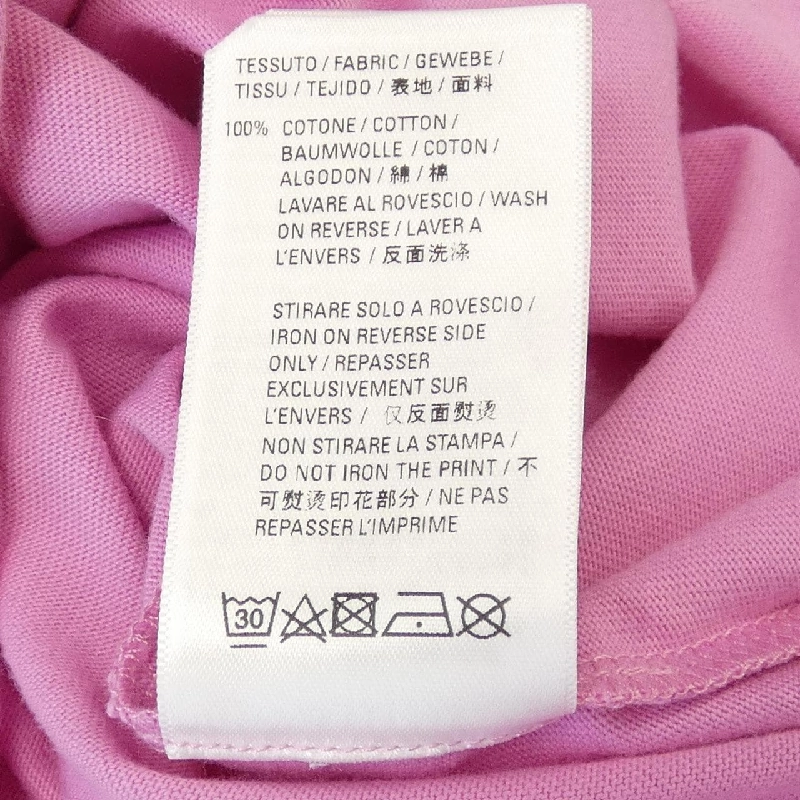 TESSUTO / FABRIC / GEWEBE /
TISSU / TEJIDO / 表地 / 面料
100% COTONE / COTTON /
BAUMWOLLE / COTON /
ALGODON / 綿 / 棉
LAVARE AL ROVESCIO / WASH
ON REVERSE / LAVER A
L'ENVERS / 反面洗涤
STIRARE SOLO A ROVESCIO /
IRON ON REVERSE SIDE
ONLY / REPASSER
EXCLUSIVEMENT SUR
L'ENVERS / 仅反面熨烫
NON STIRARE LA STAMPA /
DO NOT IRON THE PRINT / 不
可熨烫印花部分 / NE PAS
REPASSER L'IMPRIME
30